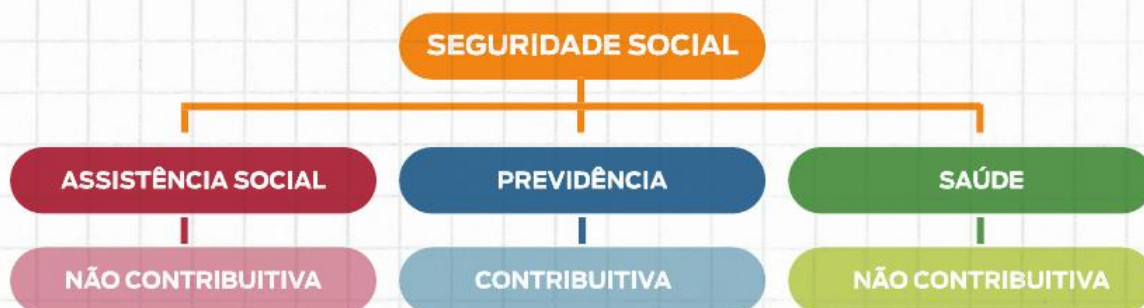 SEGURIDADE SOCIAL
ASSISTÊNCIA SOCIAL
PREVIDÊNCIA
SAÚDE
NÃO CONTRIBUITIVA
CONTRIBUITIVA
NÃO CONTRIBUITIVA